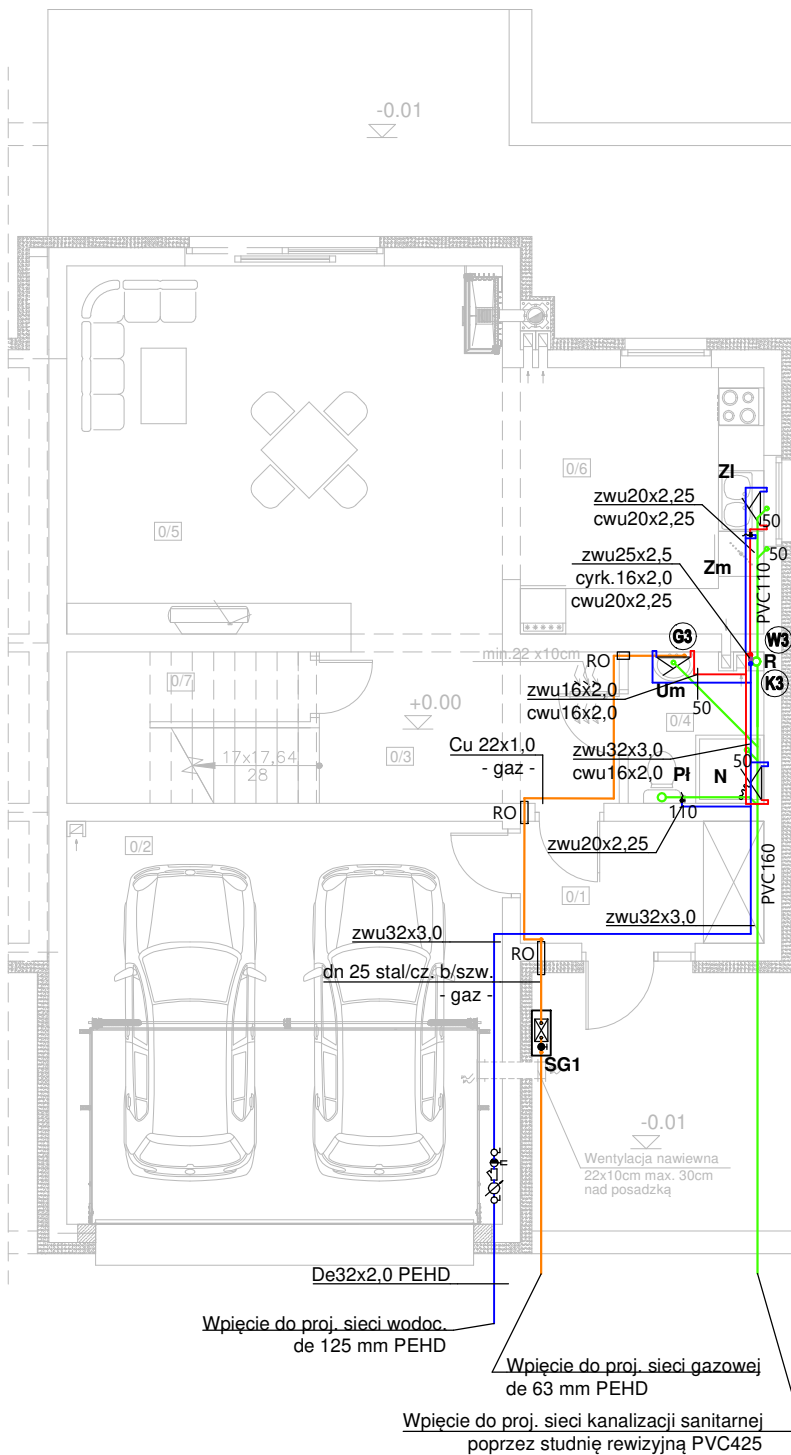 -0.01
0/6
Zl
zwu20x2,25
cwu20x2,25
50
0/5
50
zwu25x2,5
Zm
cyrk.16x2,0
cwu20x2,25
PVC110
G3
W3
RO
min.22 x10cm
R
K3
0/7
zwu16x2,0
Um
cwu16x2,0
50
+0.00
0/4
17x17,64
28
0/3
Cu 22x1,0
- gaz -
zwu32x3,0
cwu16x2,0
Pł
N
50
RO
110
0/2
zwu20x2,25
PVC160
0/1
zwu32x3,0
zwu32x3,0
RO
dn 25 stal/cz. b/szw.
- gaz -
SG1
-0.01
Wentylacja nawiewna
22x10cm max. 30cm
nad posadzką
De32x2,0 PEHD
Wpięcie do proj. sieci wodoc.
de 125 mm PEHD
Wpięcie do proj. sieci gazowej
de 63 mm PEHD
Wpięcie do proj. sieci kanalizacji sanitarnej
poprzez studnię rewizyjną PVC425